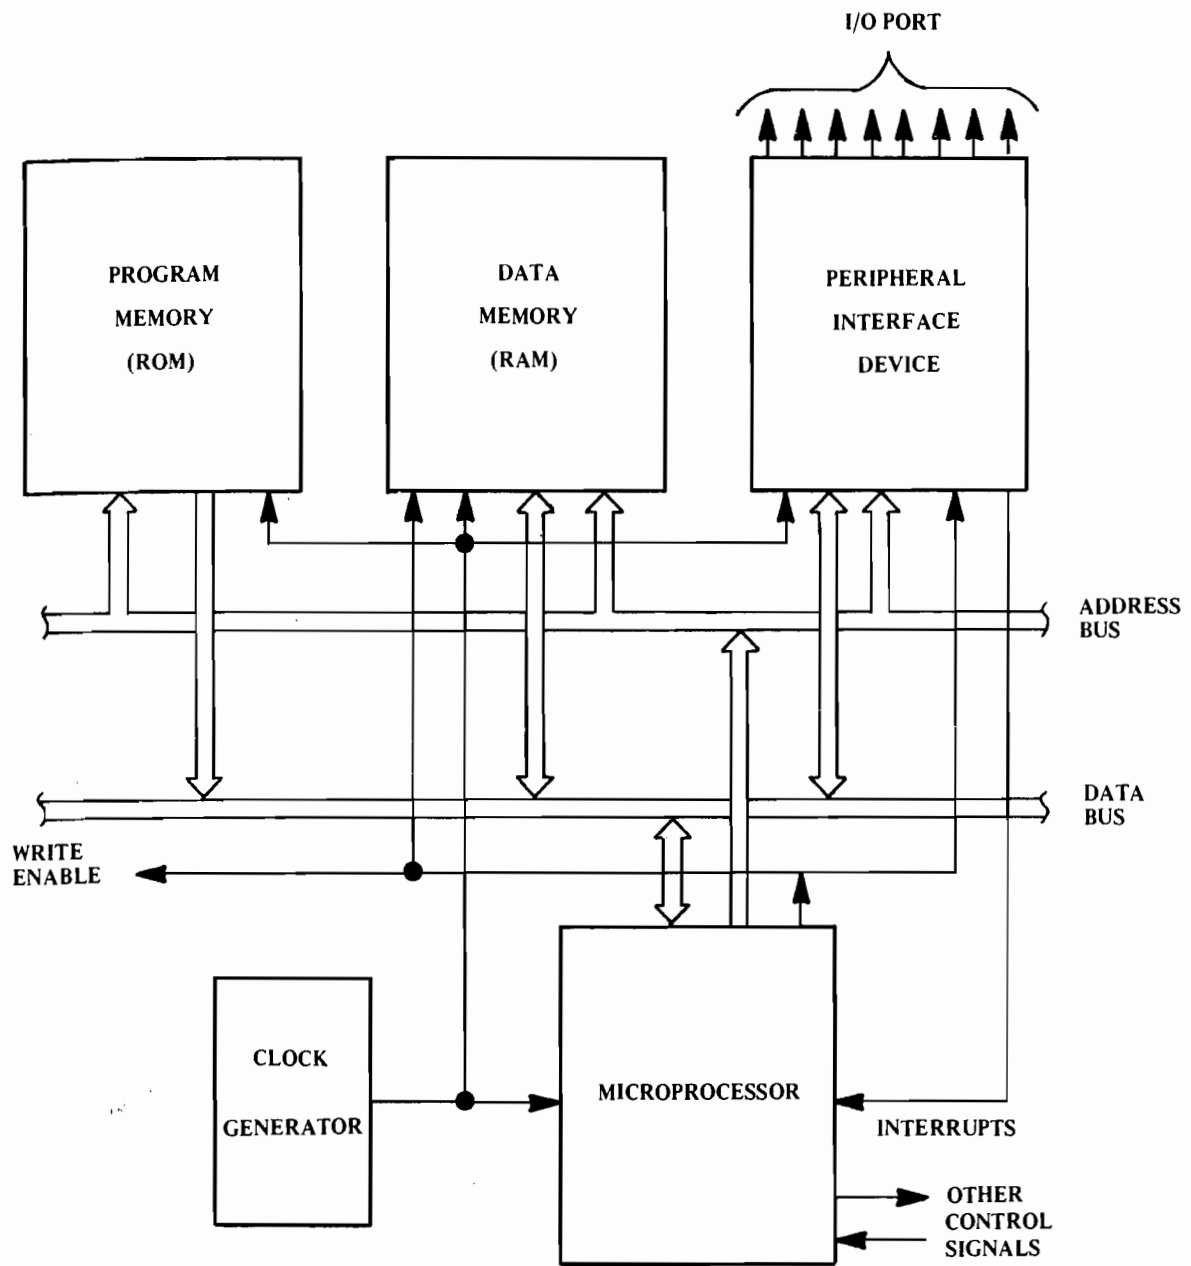 I/O PORT
PROGRAM
MEMORY
(ROM)
DATA
MEMORY
(RAM)
PERIPHERAL
INTERFACE
DEVICE
ADDRESS
BUS
DATA
BUS
WRITE
ENABLE
CLOCK
GENERATOR
MICROPROCESSOR
INTERRUPTS
OTHER
CONTROL
SIGNALS